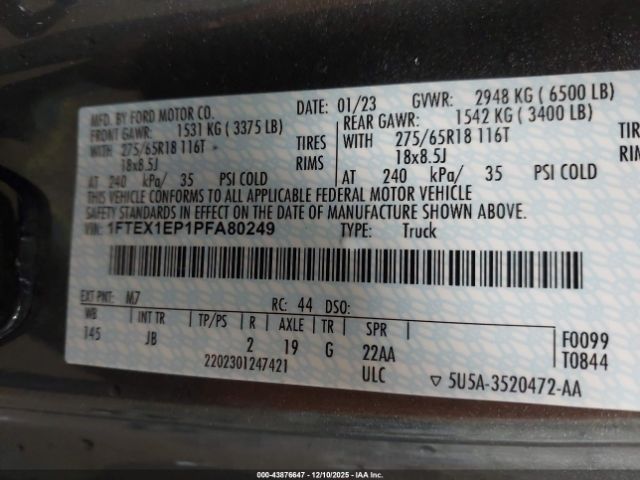 MFD. BY FORD MOTOR CO.
DATE: 01/23 GVWR: 2948 KG ( 6500 LB)
FRONT GAWR: 1531 KG ( 3375 LB)
REAR GAWR: 1542 KG ( 3400 LB)
WITH 275/65R18 116T TIRES
18x8.5J RIMS
AT 240 kPa/ 35 PSI COLD
WITH 275/65R18 116T TIRES
18x8.5J RIMS
AT 240 kPa/ 35 PSI COLD
THIS VEHICLE CONFORMS TO ALL APPLICABLE FEDERAL MOTOR VEHICLE
SAFETY STANDARDS IN EFFECT ON THE DATE OF MANUFACTURE SHOWN ABOVE.
VIN: 1FTEX1EP1PFA80249 TYPE: Truck
EXT PNT: M7 RC: 44 DSO:
WB INT TR TP/PS R AXLE TR SPR
145 JB 2 19 G 22AA
ULC
F0099
T0844
2202301247421
▽ 5U5A-3520472-AA
00-43876647 - 12/10/2025 - IAA Inc.